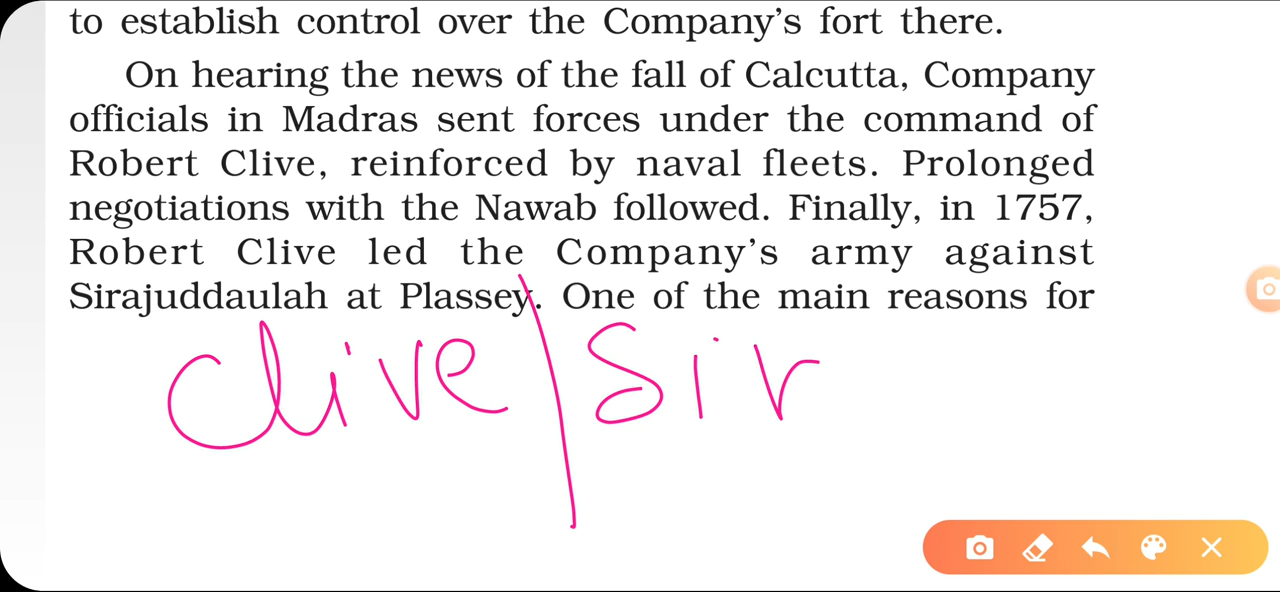 to establish control over the Company's fort there.
On hearing the news of the fall of Calcutta, Company
officials in Madras sent forces under the command of
Robert Clive, reinforced by naval fleets. Prolonged
negotiations with the Nawab followed. Finally, in 1757,
Robert Clive led the Company's army against
Sirajuddaulah at Plassey. One of the main reasons for
Clive | Sir